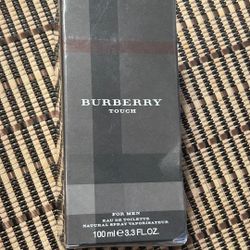 BURBERRY
TOUCH
FOR MEN
EAU DE TOILETTE
NATURAL SPRAY VAPORISATEUR
100 ml ℮ 3.3 FL.OZ.